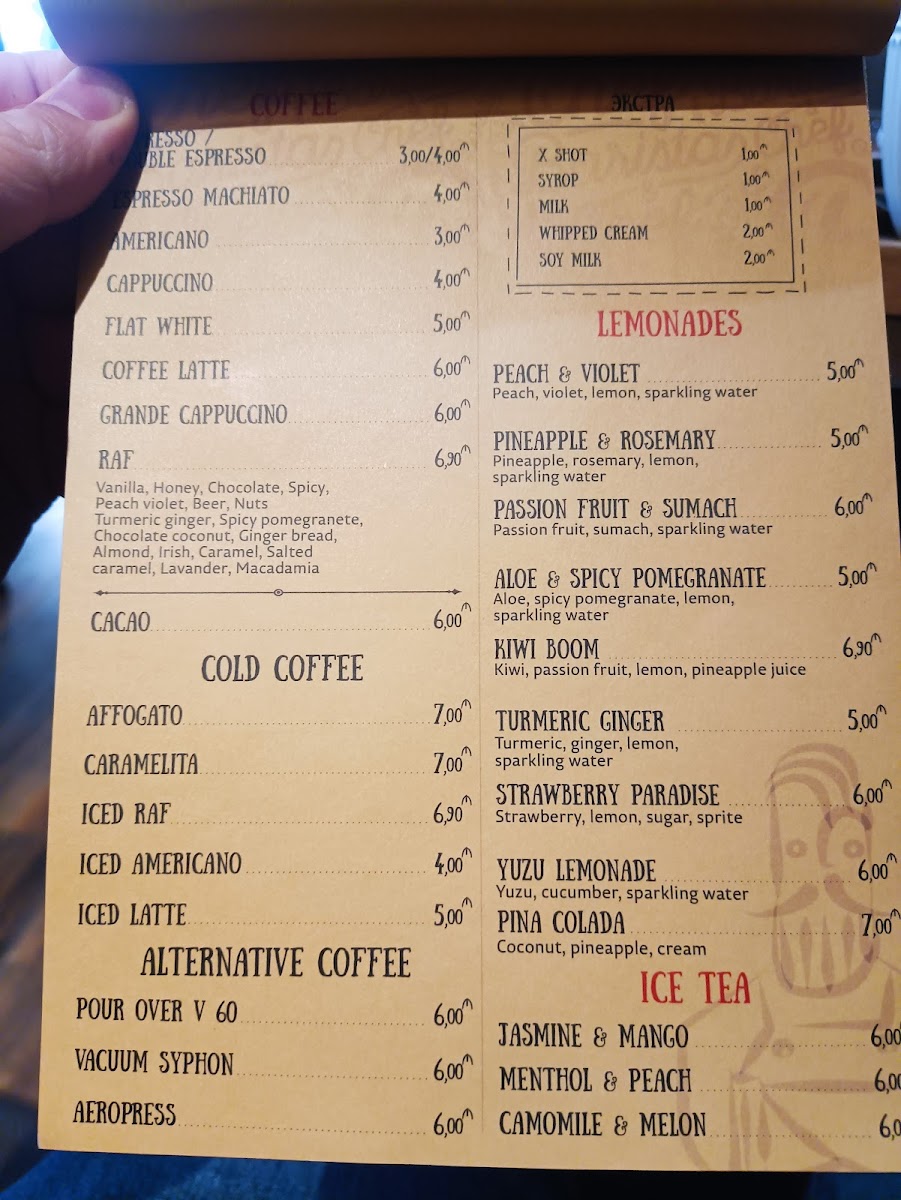 COFFEE
RESSO /
BLE ESPRESSO 3,00/4,00₼
ESPRESSO MACHIATO 4,00₼
AMERICANO 3,00₼
CAPPUCCINO 4,00₼
FLAT WHITE 5,00₼
COFFEE LATTE 6,00₼
GRANDE CAPPUCCINO 6,00₼
RAF 6,90₼
Vanilla, Honey, Chocolate, Spicy,
Peach violet, Beer, Nuts
Turmeric ginger, Spicy pomegranete,
Chocolate coconut, Ginger bread,
Almond, Irish, Caramel, Salted
caramel, Lavander, Macadamia
CACAO 6,00₼
COLD COFFEE
AFFOGATO 7,00₼
CARAMELITA 7,00₼
ICED RAF 6,90₼
ICED AMERICANO 4,00₼
ICED LATTE 5,00₼
ALTERNATIVE COFFEE
POUR OVER V 60 6,00₼
VACUUM SYPHON 6,00₼
AEROPRESS 6,00₼
ЭКСТРА
X SHOT 1,00₼
SYROP 1,00₼
MILK 1,00₼
WHIPPED CREAM 2,00₼
SOY MILK 2,00₼
LEMONADES
PEACH & VIOLET 5,00₼
Peach, violet, lemon, sparkling water
PINEAPPLE & ROSEMARY 5,00₼
Pineapple, rosemary, lemon,
sparkling water
PASSION FRUIT & SUMACH 6,00₼
Passion fruit, sumach, sparkling water
ALOE & SPICY POMEGRANATE 5,00₼
Aloe, spicy pomegranate, lemon,
sparkling water
KIWI BOOM 6,90₼
Kiwi, passion fruit, lemon, pineapple juice
TURMERIC GINGER 5,00₼
Turmeric, ginger, lemon,
sparkling water
STRAWBERRY PARADISE 6,00₼
Strawberry, lemon, sugar, sprite
YUZU LEMONADE 6,00₼
Yuzu, cucumber, sparkling water
PINA COLADA 7,00₼
Coconut, pineapple, cream
ICE TEA
JASMINE & MANGO 6,00
MENTHOL & PEACH 6,00
CAMOMILE & MELON 6,0